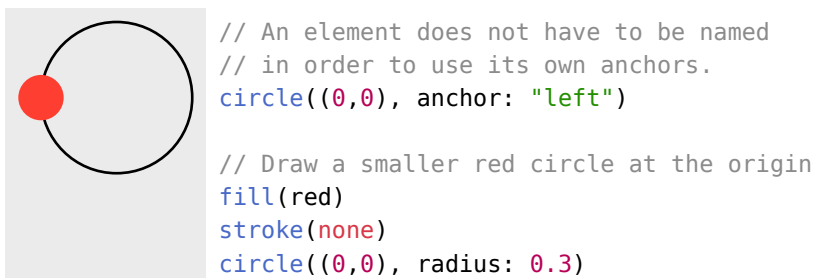 // An element does not have to be named
// in order to use its own anchors.
circle((0,0), anchor: "left")
// Draw a smaller red circle at the origin
fill(red)
stroke(none)
circle((0,0), radius: 0.3)